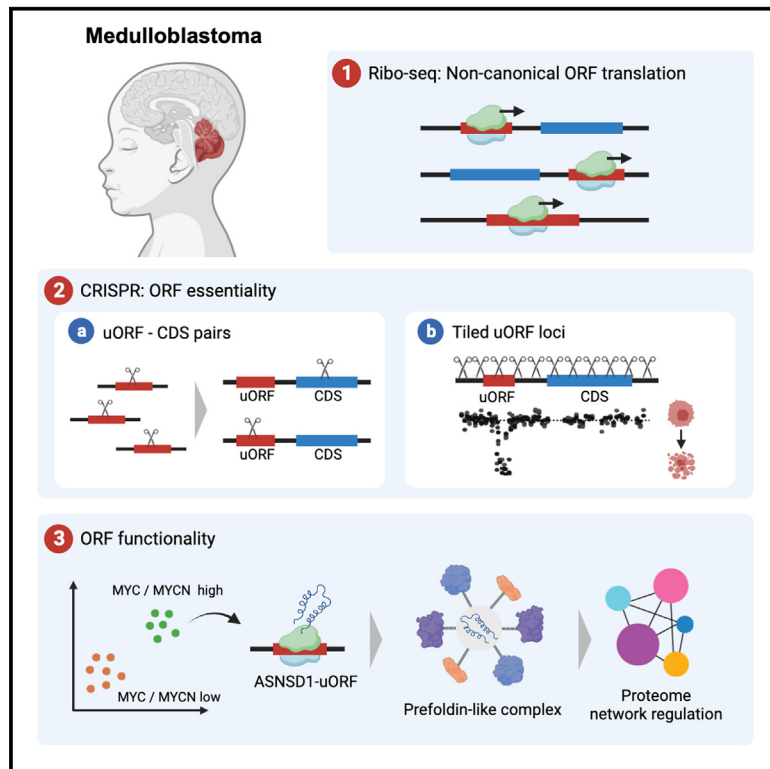 Medulloblastoma
1 Ribo-seq: Non-canonical ORF translation
2 CRISPR: ORF essentiality
a uORF - CDS pairs
uORF CDS
uORF CDS
b Tiled uORF loci
uORF CDS
3 ORF functionality
MYC / MYCN high
MYC / MYCN low
ASNSD1-uORF
Prefoldin-like complex
Proteome
network regulation